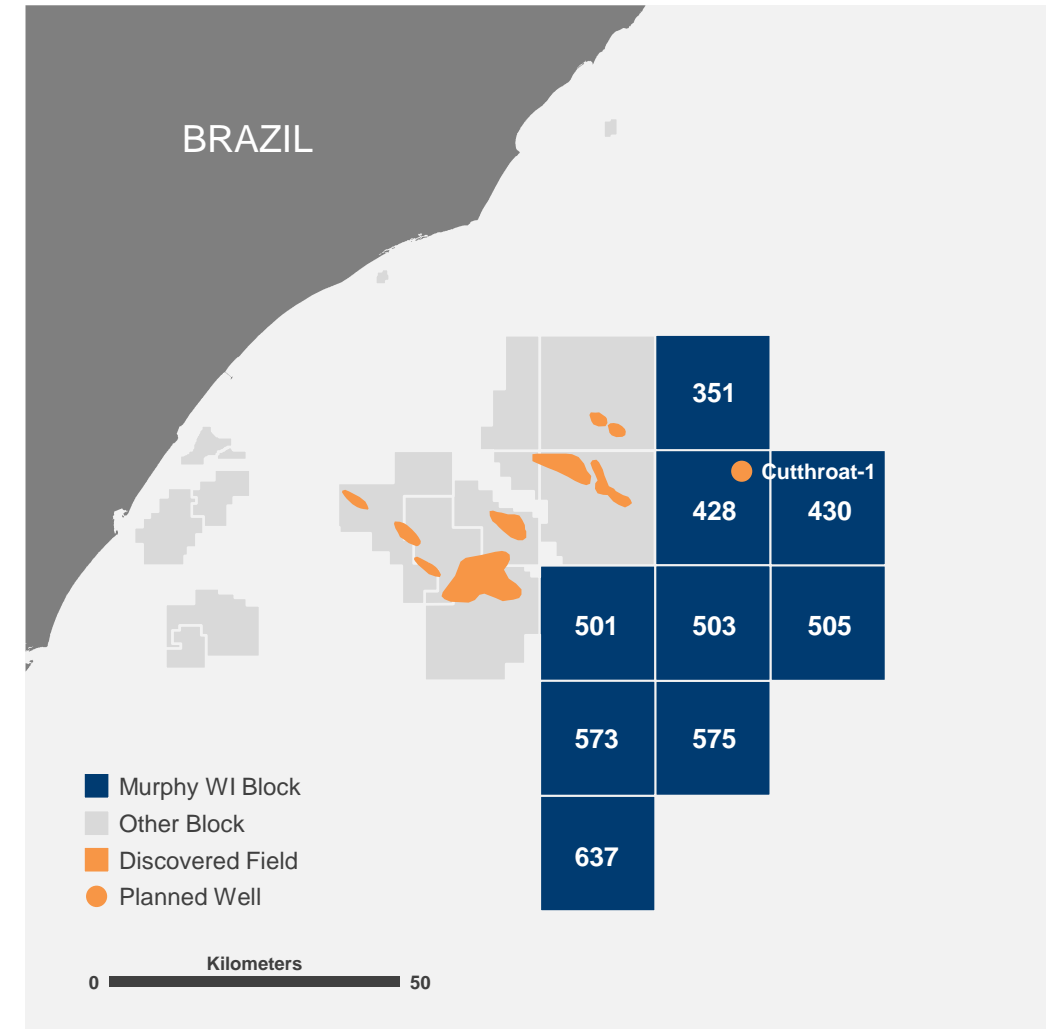 BRAZIL
351
Cutthroat-1
428
430
501
503
505
573
575
637
Murphy WI Block
Other Block
Discovered Field
Planned Well
Kilometers
0 50